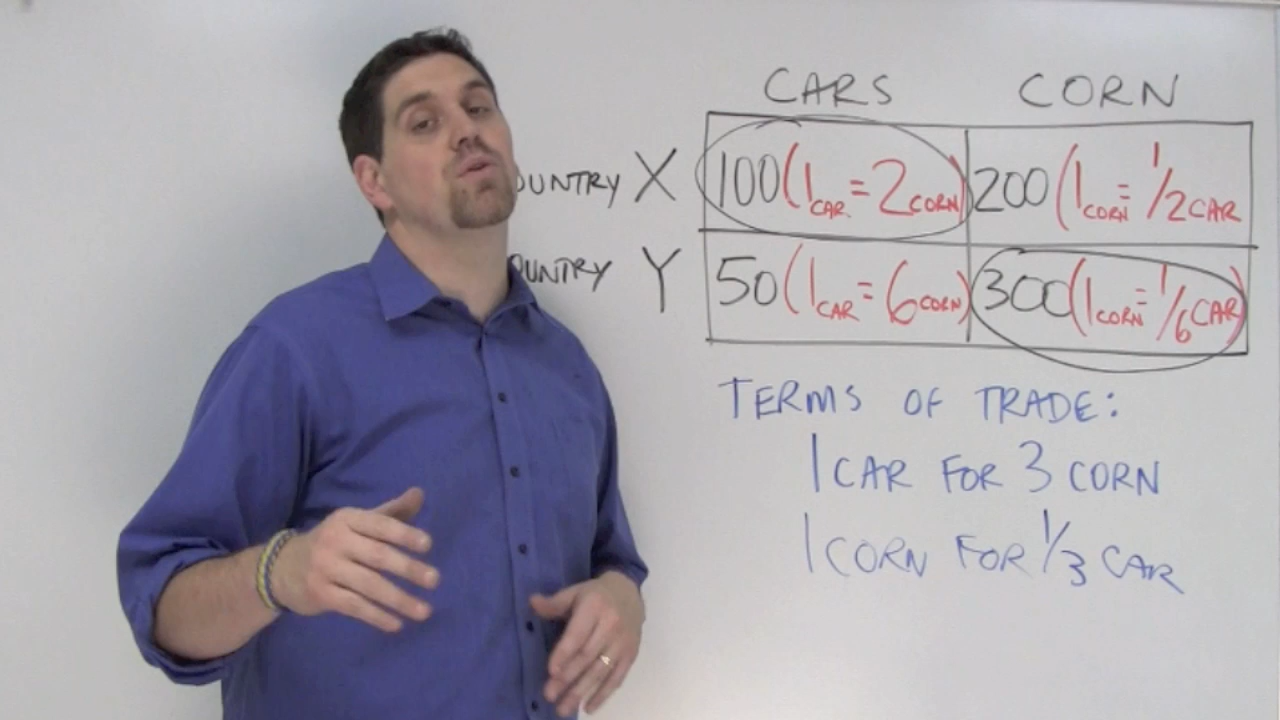 CARS CORN
OUNTRY X 100 (1 CAR = 2 CORN) 200 (1 CORN = 1/2 CAR
OUNTRY Y 50 (1 CAR = 6 CORN) 300 (1 CORN = 1/6 CAR)
TERMS OF TRADE:
1 CAR FOR 3 CORN
1 CORN FOR 1/3 CAR